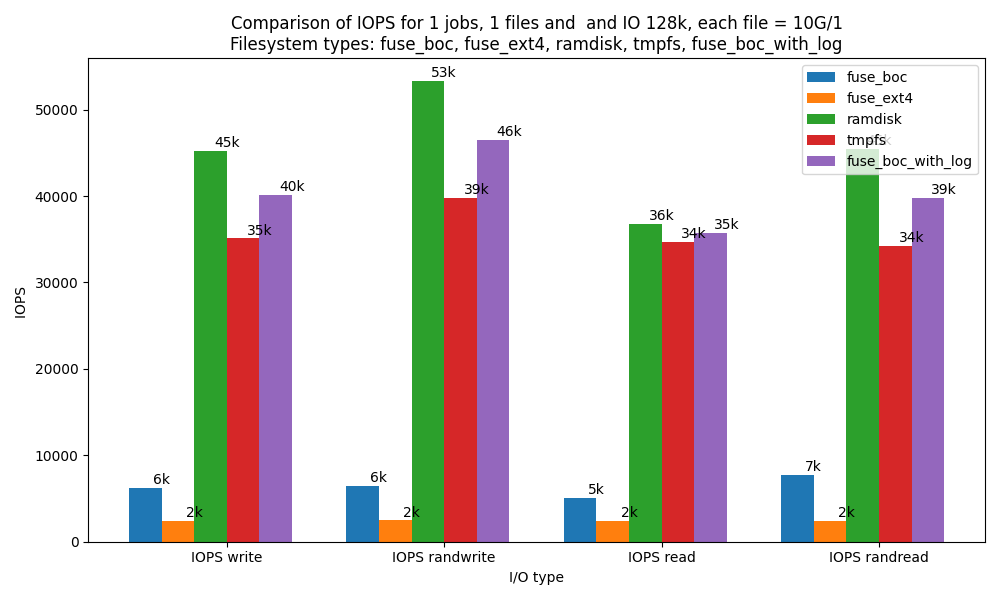 Comparison of IOPS for 1 jobs, 1 files and  and IO 128k, each file = 10G/1
Filesystem types: fuse_boc, fuse_ext4, ramdisk, tmpfs, fuse_boc_with_log
fuse_boc
fuse_ext4
ramdisk
tmpfs
fuse_boc_with_log
IOPS
50000
40000
30000
20000
10000
0
6k
2k
45k
35k
40k
6k
2k
53k
39k
46k
5k
2k
36k
34k
35k
7k
2k
34k
39k
IOPS write
IOPS randwrite
IOPS read
IOPS randread
I/O type